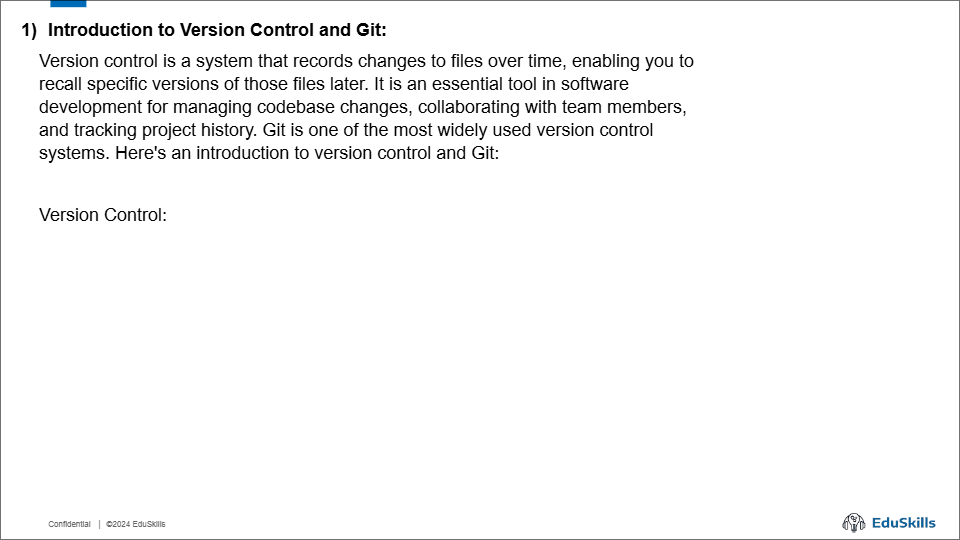 1) Introduction to Version Control and Git:
Version control is a system that records changes to files over time, enabling you to
recall specific versions of those files later. It is an essential tool in software
development for managing codebase changes, collaborating with team members,
and tracking project history. Git is one of the most widely used version control
systems. Here's an introduction to version control and Git:
Version Control:
Confidential | ©2024 EduSkills
EduSkills